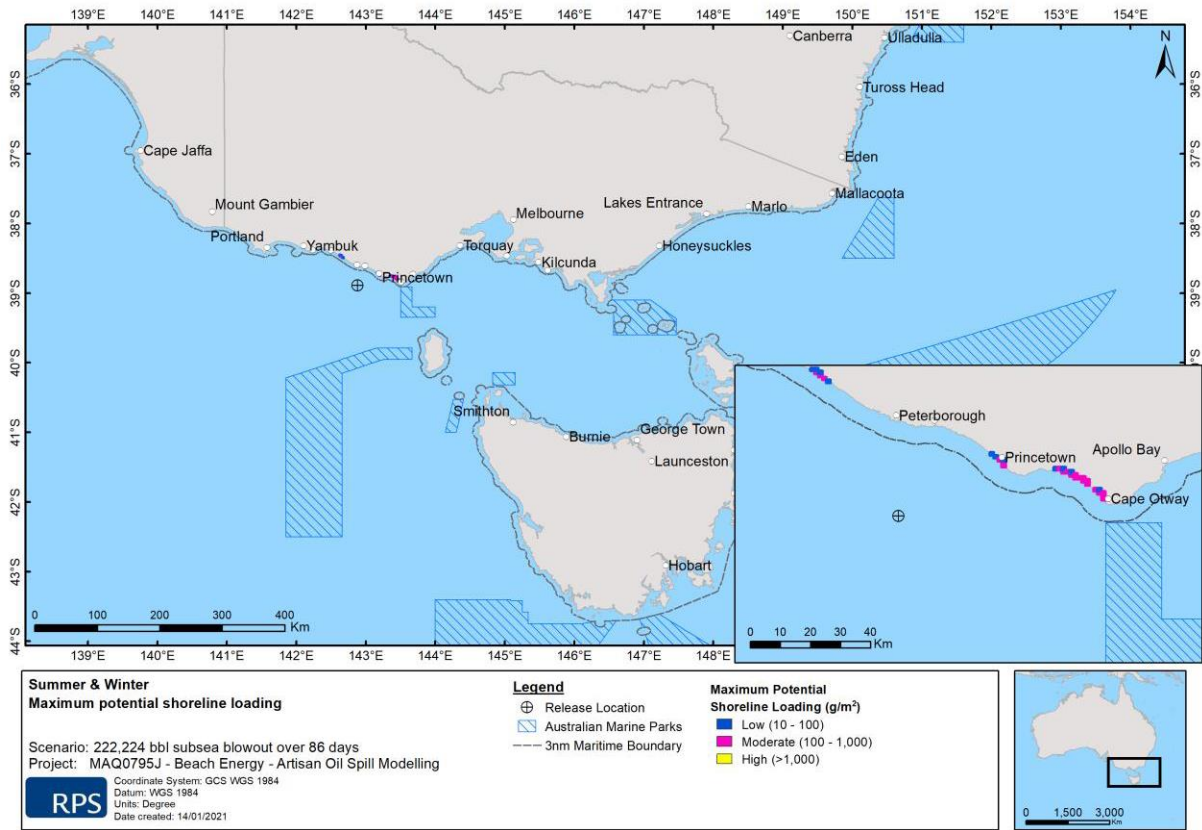 139°E 140°E 141°E 142°E 143°E 144°E 145°E 146°E 147°E 148°E 149°E 150°E 151°E 152°E 153°E 154°E
Canberra
Ulladulla
N
36°S
36°S
Tuross Head
37°S
37°S
Cape Jaffa
Eden
Mallacoota
Mount Gambier
Lakes Entrance
Marlo
Melbourne
38°S
38°S
Portland
Yambuk
Torquay
Honeysuckles
Kilcunda
Princetown
39°S
39°S
40°S
40°S
Smithton
41°S
Burnie
George Town
Launceston
42°S
43°S
Hobart
44°S
0 100 200 300 400
Km
139°E 140°E 141°E 142°E 143°E 144°E 145°E 146°E 147°E 148°E 149°E 150°E 151°E 152°E 153°E 154°E
Peterborough
Princetown
Apollo Bay
Cape Otway
0 10 20 30 40
Km
Summer & Winter
Maximum potential shoreline loading
Scenario: 222,224 bbl subsea blowout over 86 days
Project: MAQ0795J - Beach Energy - Artisan Oil Spill Modelling
RPS
Coordinate System: GCS WGS 1984
Datum: WGS 1984
Units: Degree
Date created: 14/01/2021
Legend
Release Location
Australian Marine Parks
3nm Maritime Boundary
Maximum Potential
Shoreline Loading (g/m²)
Low (10 - 100)
Moderate (100 - 1,000)
High (>1,000)
0 1,500 3,000
Km